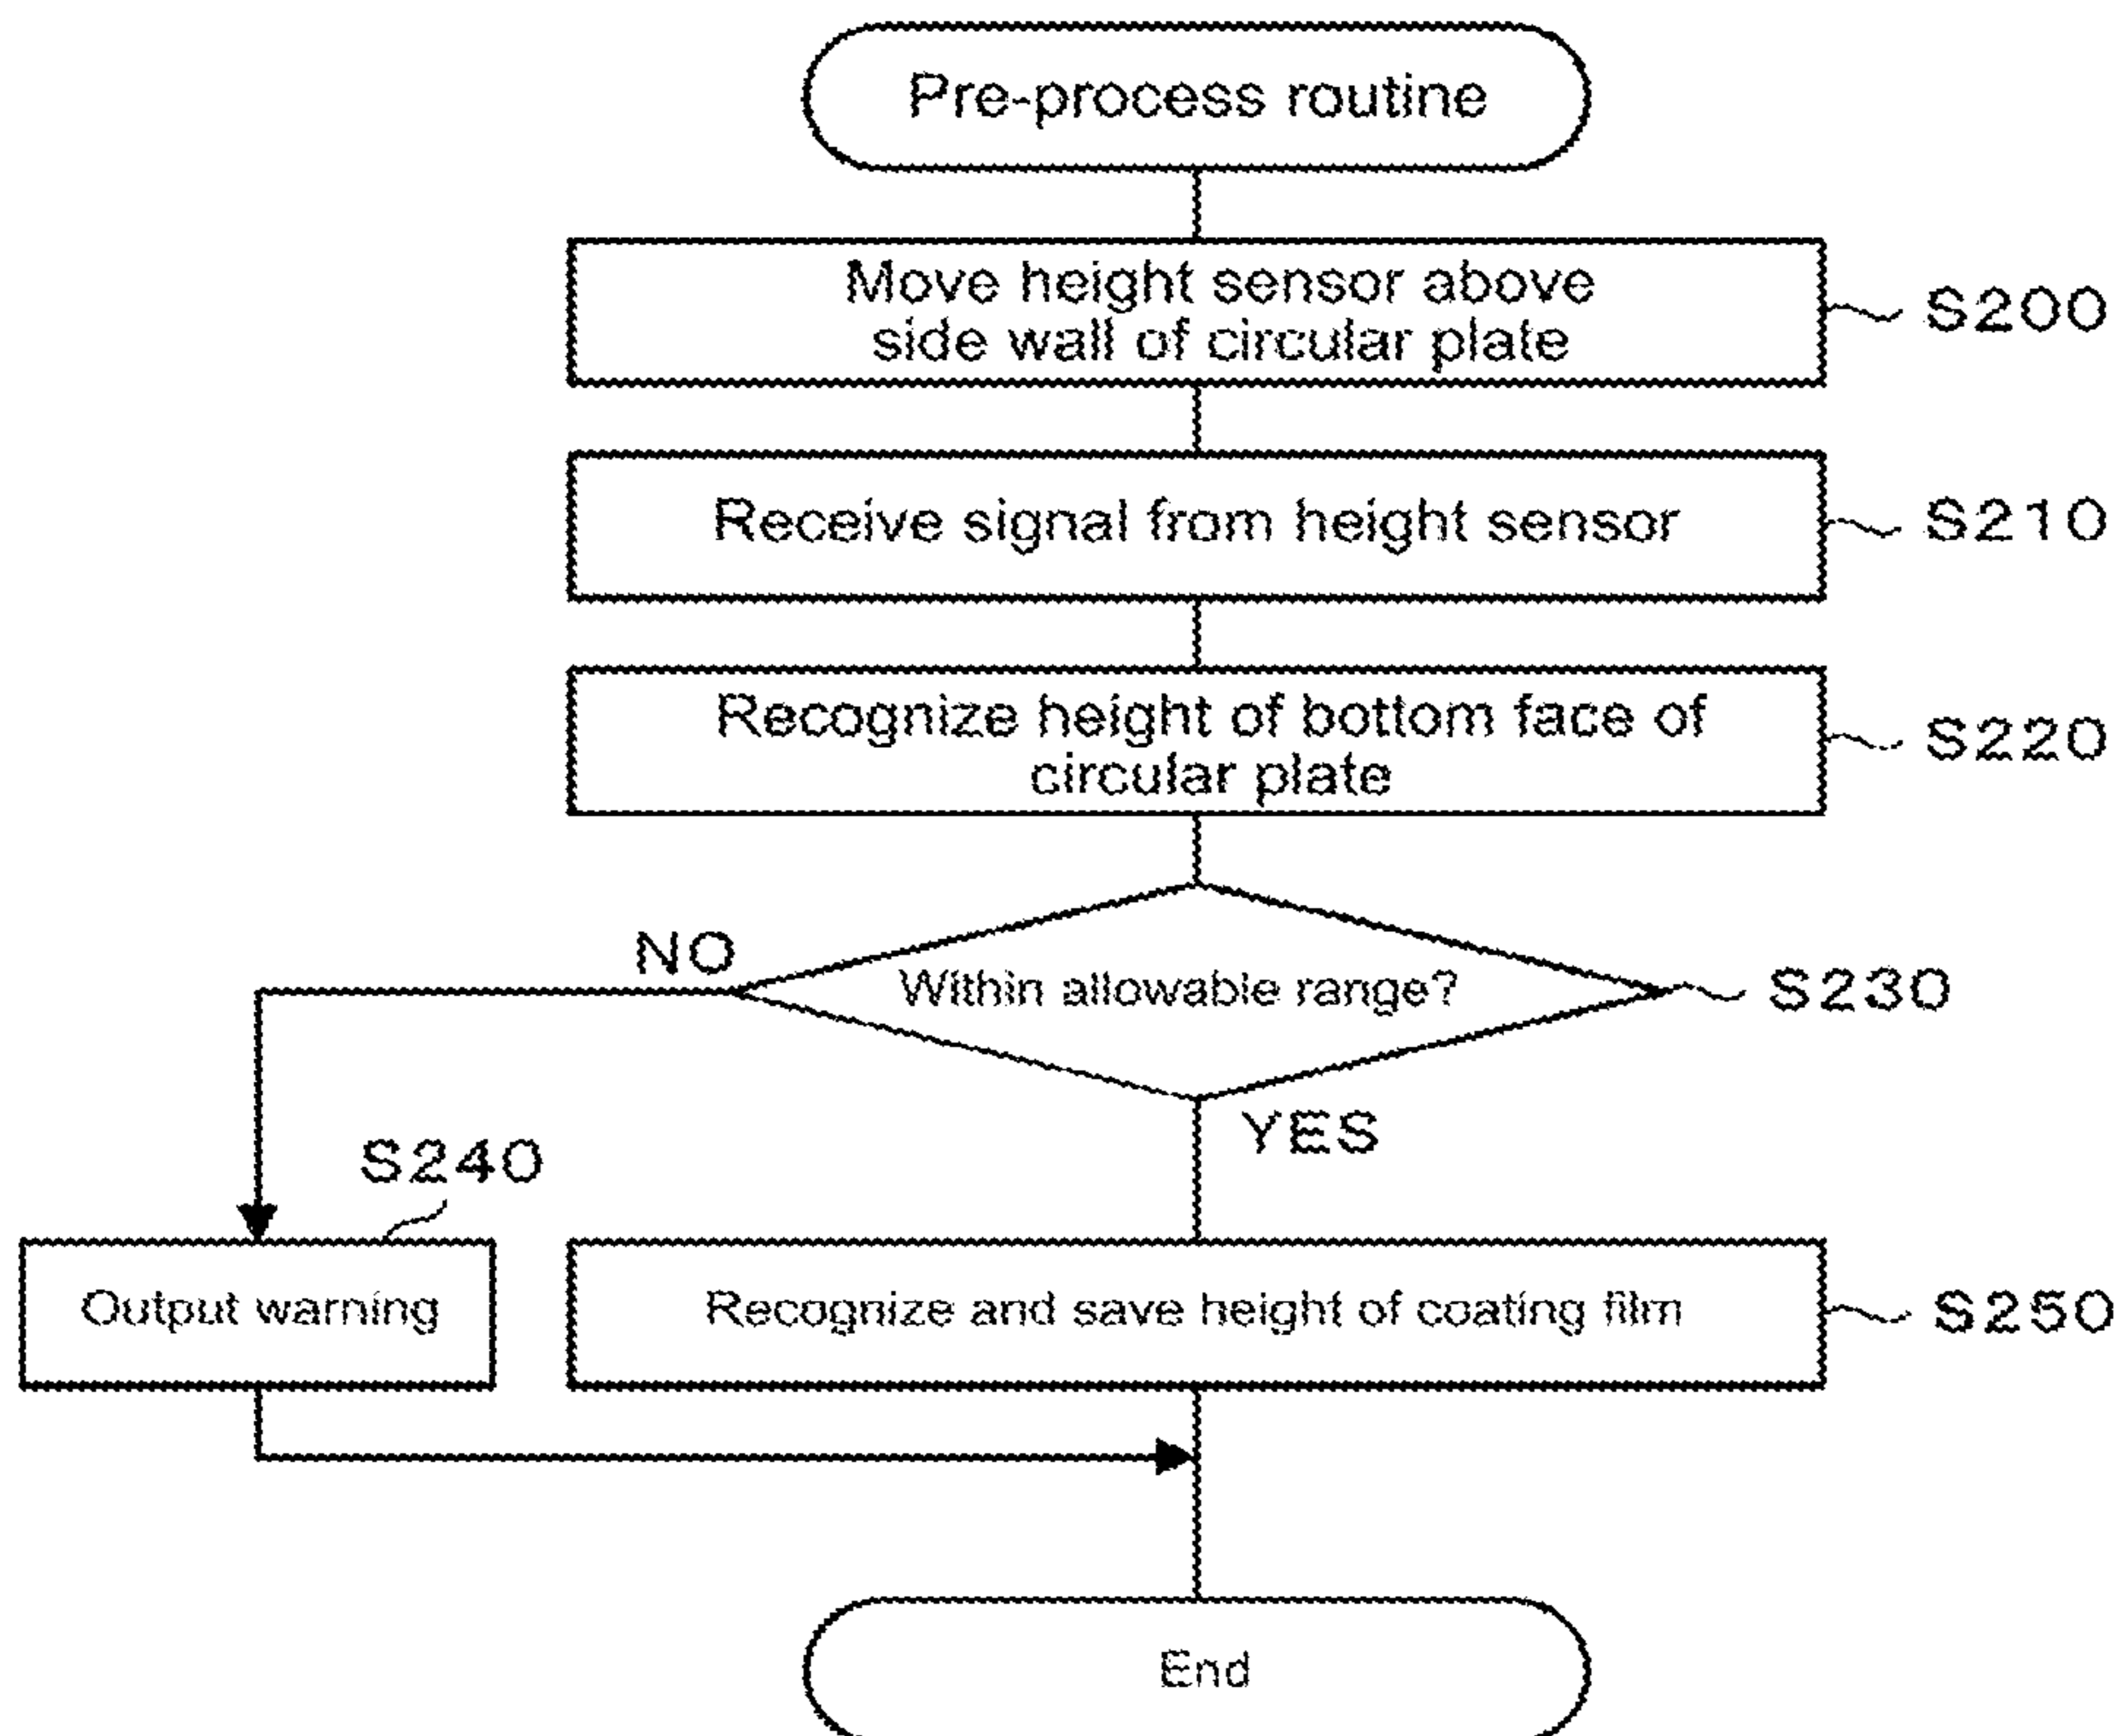 Pre-process routine
Move height sensor above
side wall of circular plate
S200
Receive signal from height sensor
S210
Recognize height of bottom face of
circular plate
S220
NO
Within allowable range?
S230
YES
S240
Output warning
Recognize and save height of coating film
S250
End